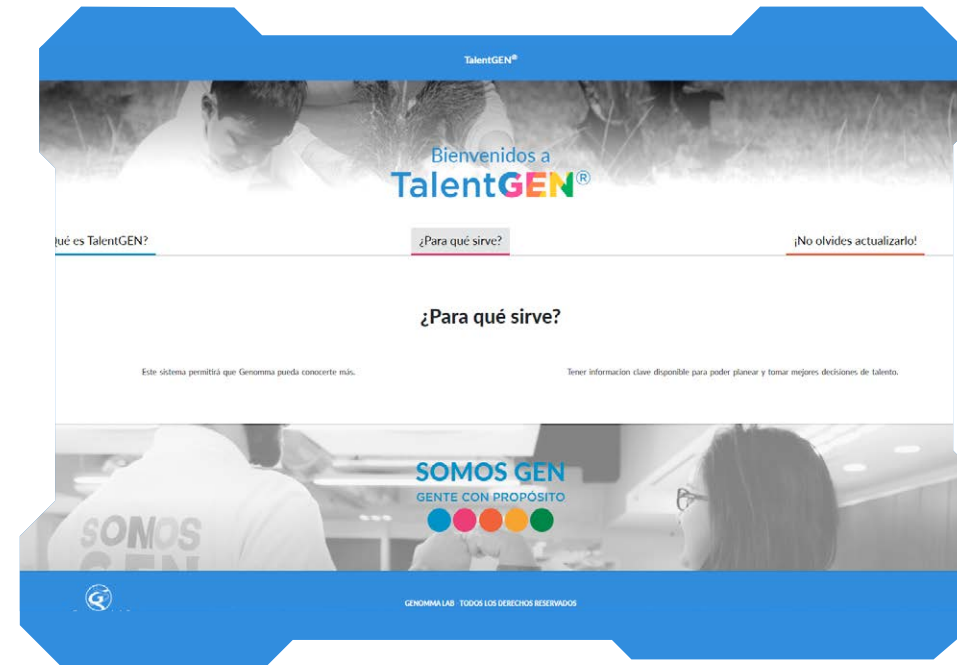 TalentGEN®
Bienvenidos a
TalentGEN®
ué es TalentGEN?
¿Para qué sirve?
¡No olvides actualizarlo!
¿Para qué sirve?
Este sistema permitirá que Genomma pueda conocerte más.
Tener informacion clave disponible para poder planear y tomar mejores decisiones de talento.
SOMOS GEN
GENTE CON PROPÓSITO
SOMOS
GEN
GENOMMA LAB · TODOS LOS DERECHOS RESERVADOS